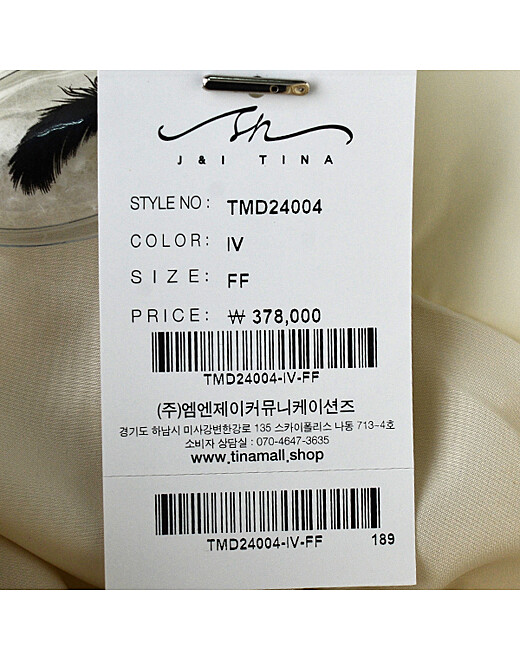 J & I TINA
STYLE NO : TMD24004
COLOR: IV
SIZE: FF
PRICE: ₩ 378,000
TMD24004-IV-FF
(주)엠엔제이커뮤니케이션즈
경기도 하남시 미사강변한강로 135 스카이폴리스 나동 713-4호
소비자 상담실 : 070-4647-3635
www.tinamall.shop
TMD24004-IV-FF 189